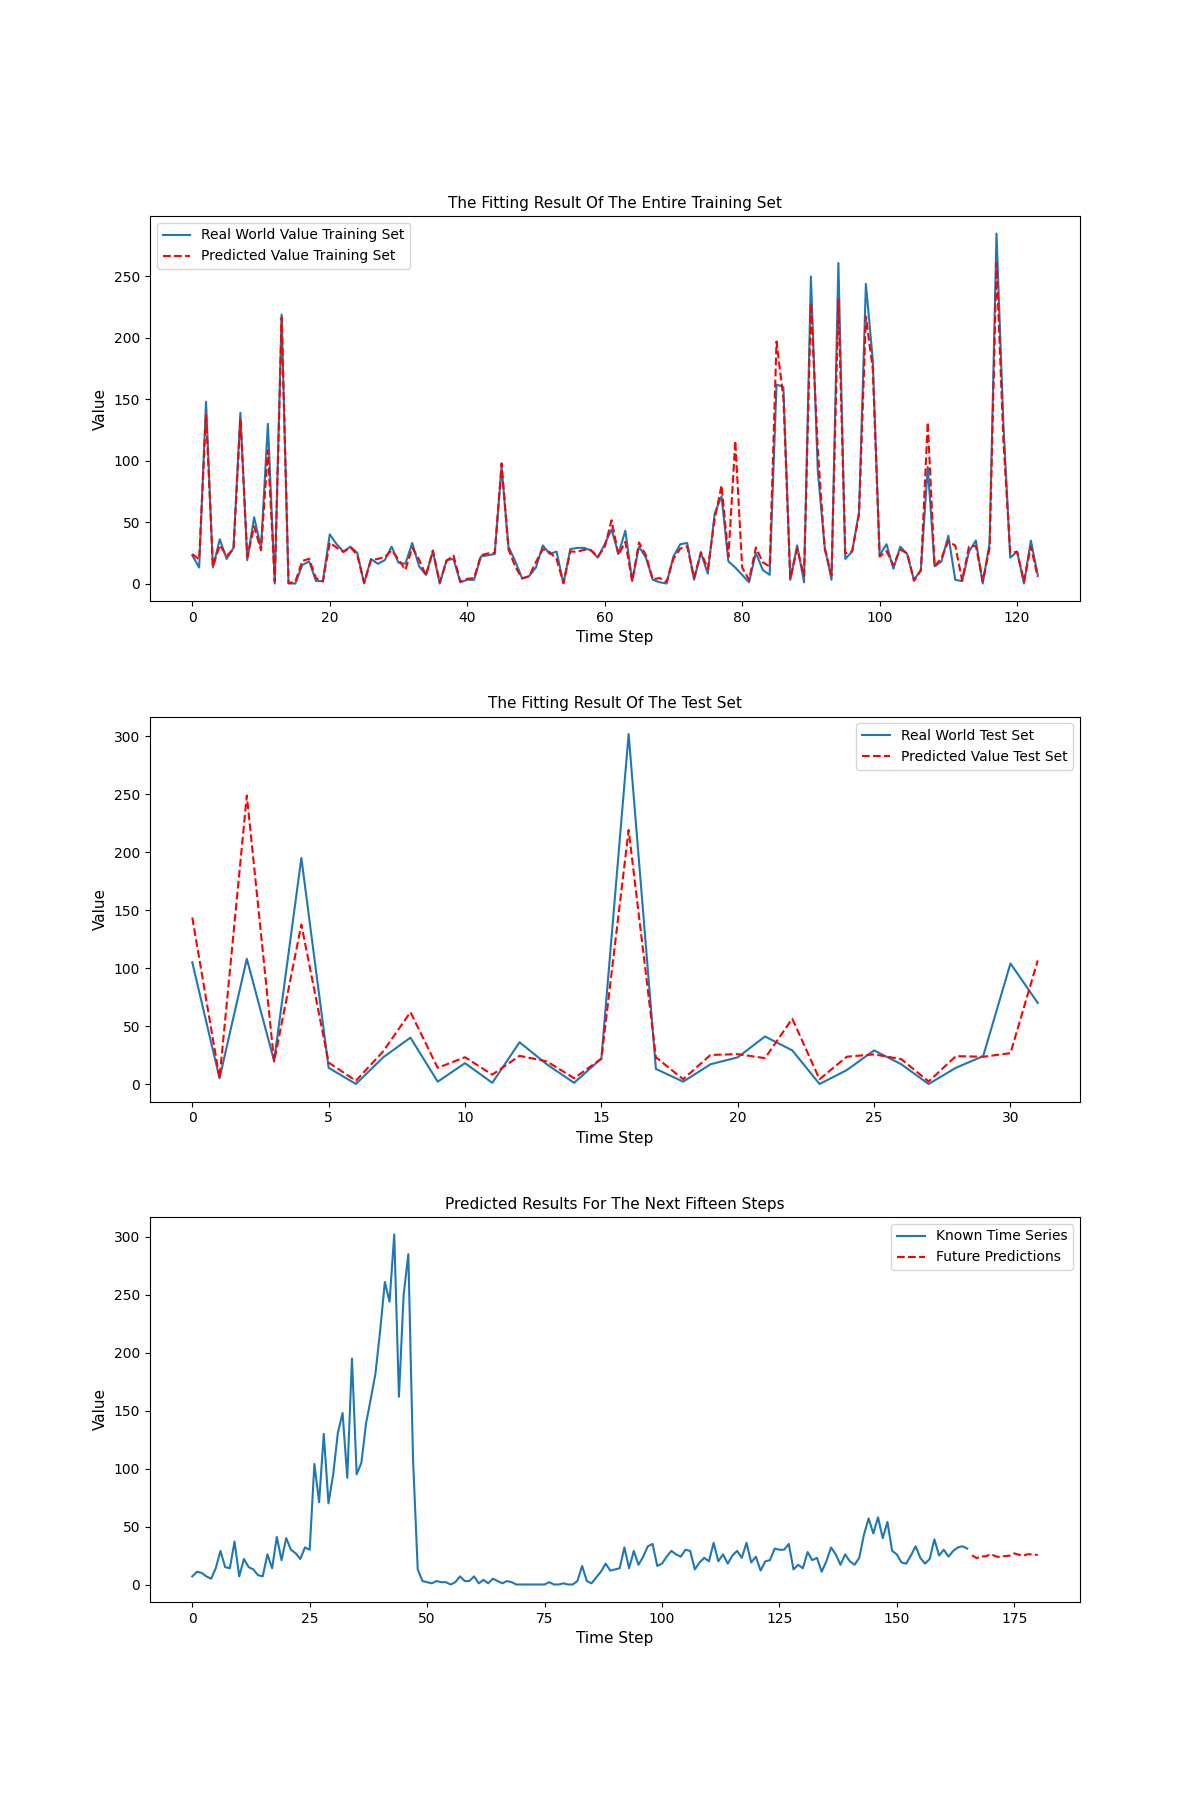 The Fitting Result Of The Entire Training Set
Real World Value Training Set
Predicted Value Training Set
Value
250
200
150
100
50
0
0 20 40 60 80 100 120
Time Step
The Fitting Result Of The Test Set
Real World Test Set
Predicted Value Test Set
Value
300
250
200
150
100
50
0
0 5 10 15 20 25 30
Time Step
Predicted Results For The Next Fifteen Steps
Known Time Series
Future Predictions
Value
300
250
200
150
100
50
0
0 25 50 75 100 125 150 175
Time Step